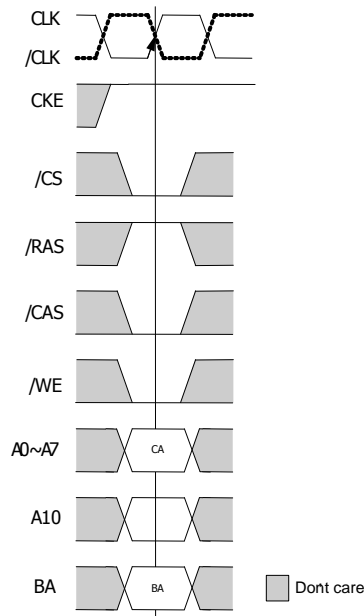 CLK
/CLK
CKE
/CS
/RAS
/CAS
/WE
A0~A7
CA
A10
BA
BA
Dont care